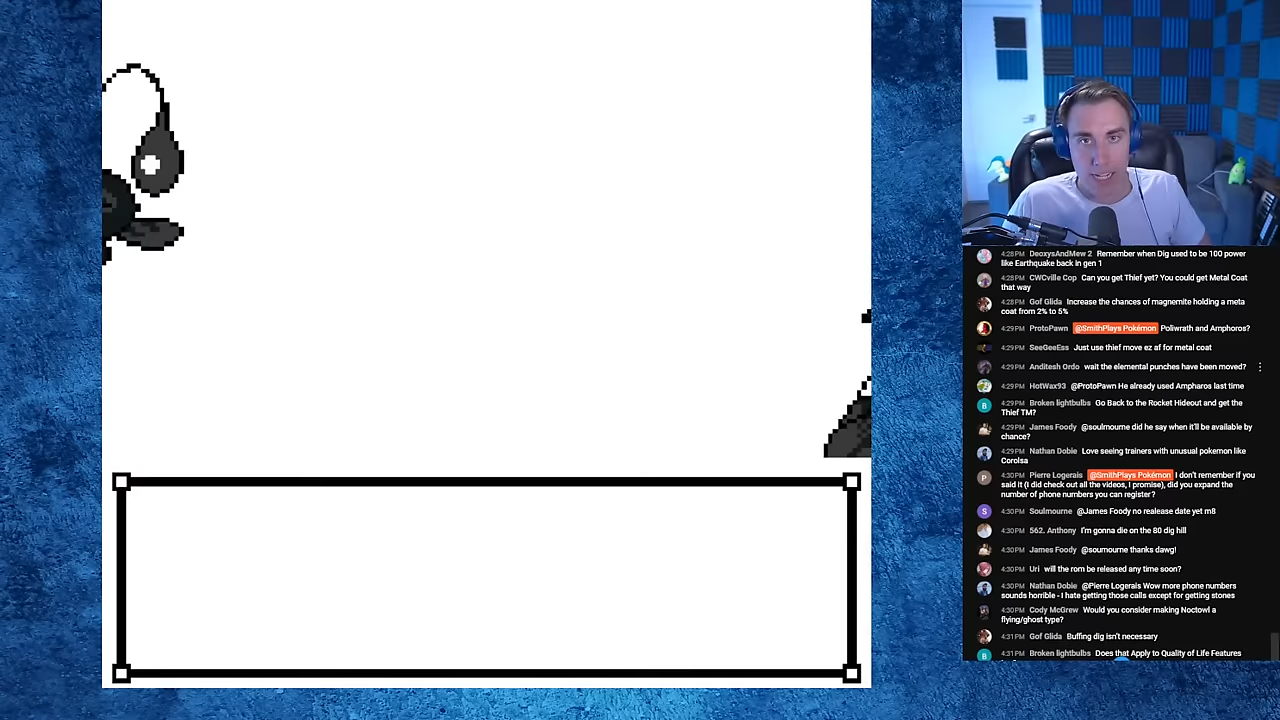 4:28PM DeoxysAndMew 2 Remember when Dig used to be 100 power
like Earthquake back in gen 1
4:28PM CWCville Cop Can you get Thief yet? You could get Metal Coat
that way
4:28PM Gof Glida Increase the chances of magnemite holding a meta
coat from 2% to 5%
4:29PM ProtoPawn @SmithPlays Pokémon Poliwrath and Amphoros?
4:29PM SeeGeeEss Just use thief move ez af for metal coat
4:29PM Anditesh Ordo wait the elemental punches have been moved?
4:29PM HotWax93 @ProtoPawn He already used Ampharos last time
B 4:29PM Broken lightbulbs Go Back to the Rocket Hideout and get the
Thief TM?
4:29PM James Foody @soulmourne did he say when it'll be available by
chance?
4:29PM Nathan Dobie Love seeing trainers with unusual pokemon like
Corolsa
P 4:30PM Pierre Logerais @SmithPlays Pokémon I don't remember if you
said it (I did check out all the videos, I promise), did you expand the
number of phone numbers you can register?
S 4:30PM Soulmourne @James Foody no realease date yet m8
4:30PM 562. Anthony I'm gonna die on the 80 dig hill
4:30PM James Foody @soumourne thanks dawg!
4:30PM Uri will the rom be released any time soon?
4:30PM Nathan Dobie @Pierre Logerais Wow more phone numbers
sounds horrible - I hate getting those calls except for getting stones
4:30PM Cody McGrew Would you consider making Noctowl a
flying/ghost type?
4:31PM Gof Glida Buffing dig isn't necessary
B 4:31PM Broken lightbulbs Does that Apply to Quality of Life Features